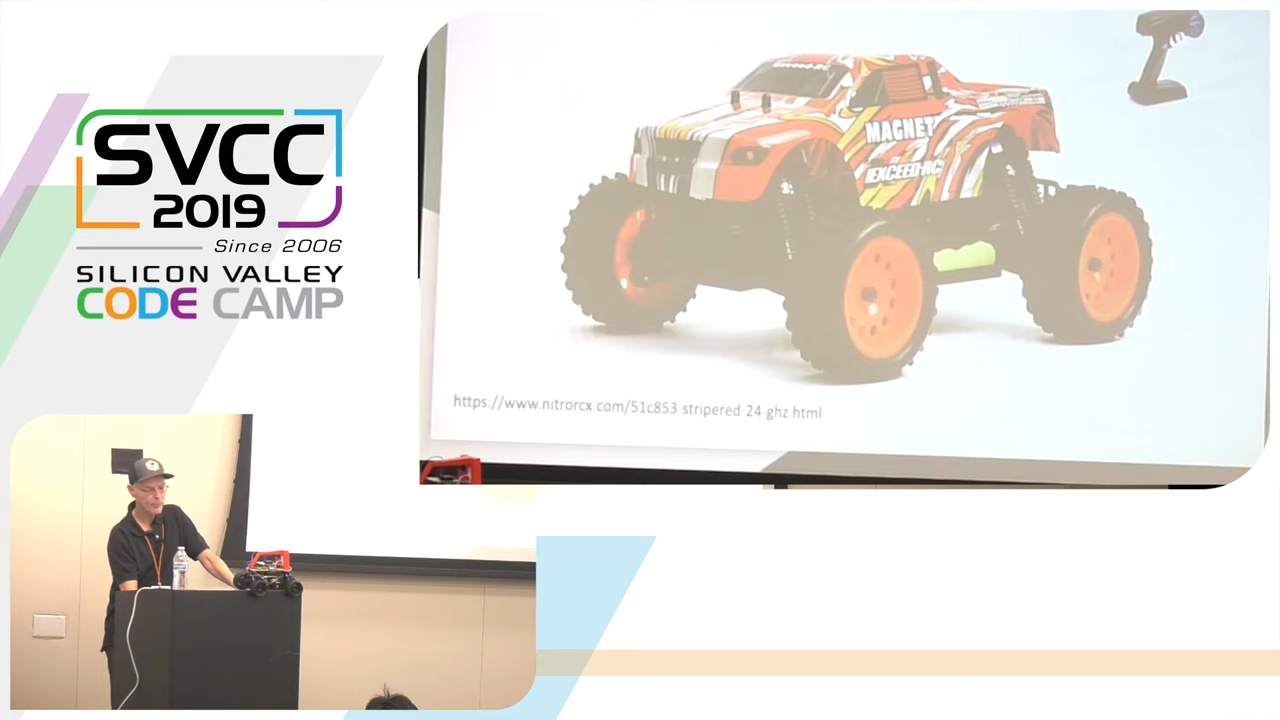 SVCC
2019
Since 2006
SILICON VALLEY
CODE CAMP
MAGNET
EXCEED-RC
https://www.nitrorcx.com/51c853-stripered-24-ghz html